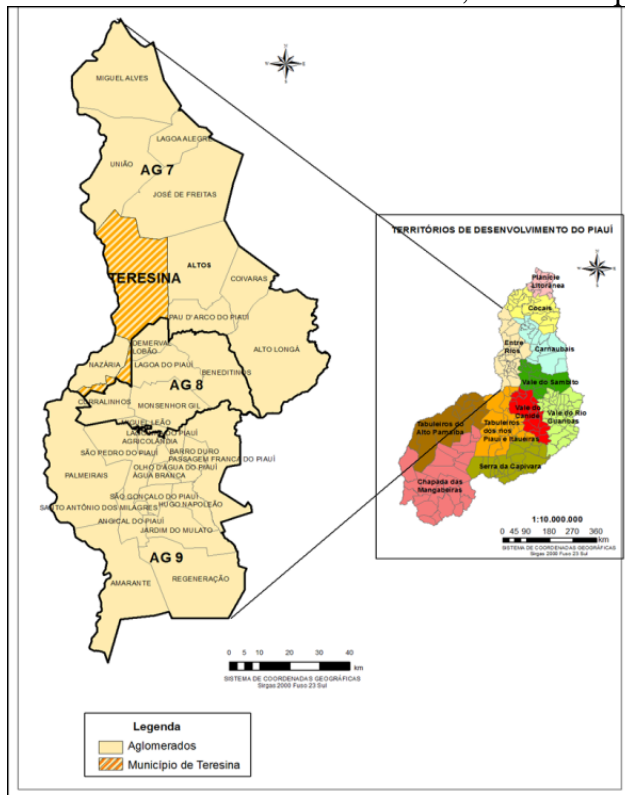 MIGUEL ALVES
LAGOA ALEGRE
UNIÃO
AG 7
JOSÉ DE FREITAS
TERESINA
ALTOS
COIVARAS
PAU D'ARCO DO PIAUÍ
DEMERVAL
LOBÃO
ALTO LONGÁ
NAZÁRIA
LAGOA DO PIAUÍ
BENEDITINOS
AG 8
CURRALINHOS
MONSENHOR GIL
MIGUEL LEÃO
AGRICOLÂNDIA
BARRO DURO
SÃO PEDRO DO PIAUÍ
PASSAGEM FRANCA DO PIAUÍ
OLHO D'ÁGUA DO PIAUÍ
PALMEIRAIS
ÁGUA BRANCA
SÃO GONÇALO DO PIAUÍ
SANTO ANTÔNIO DOS MILAGRES
HUGO NAPOLEÃO
ANGICAL DO PIAUÍ
JARDIM DO MULATO
AG 9
REGENERAÇÃO
AMARANTE
0 5 10 20 30 40
km
SISTEMA DE COORDENADAS GEOGRÁFICAS
Sirgas 2000 Fuso 23 Sul
Legenda
Aglomerados
Município de Teresina
TERRITÓRIOS DE DESENVOLVIMENTO DO PIAUÍ
Planície
Litorânea
Cocais
Entre
Rios
Carnaubais
Vale do Sambito
Vale do
Canindé
Vale do Rio
Guaribas
Tabuleiros do
Alto Parnaíba
Tabuleiros
dos rios
Piauí e Itaueiras
Serra da Capivara
Chapada das
Mangabeiras
1:10.000.000
0 45 90 180 270 360
km
SISTEMA DE COORDENADAS GEOGRÁFICAS
Sirgas 2000 Fuso 23 Sul